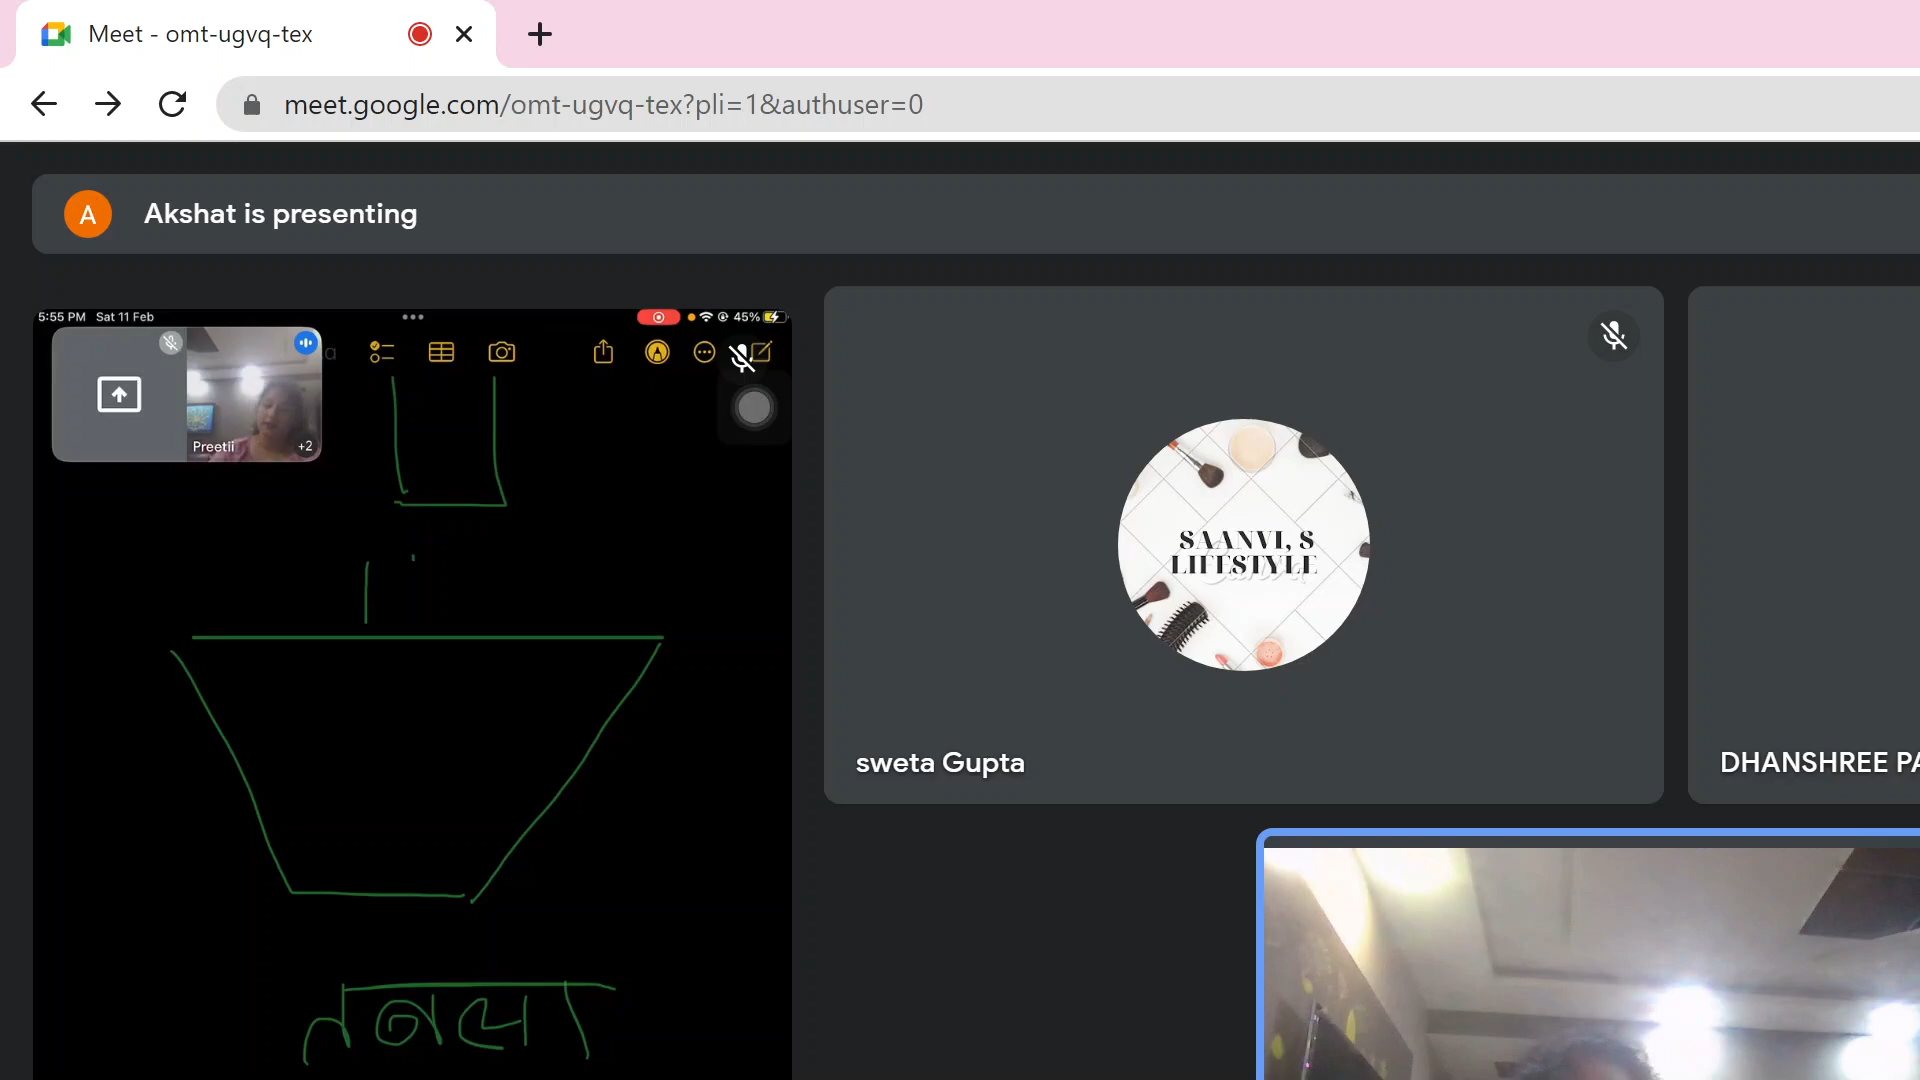 Meet - omt-ugvq-tex
meet.google.com/omt-ugvq-tex?pli=1&authuser=0
A
Akshat is presenting
5:55 PM Sat 11 Feb
45%
Preetii
+2
SAANVI, S
LIFESTYLE
sweta Gupta
DHANSHREE PA